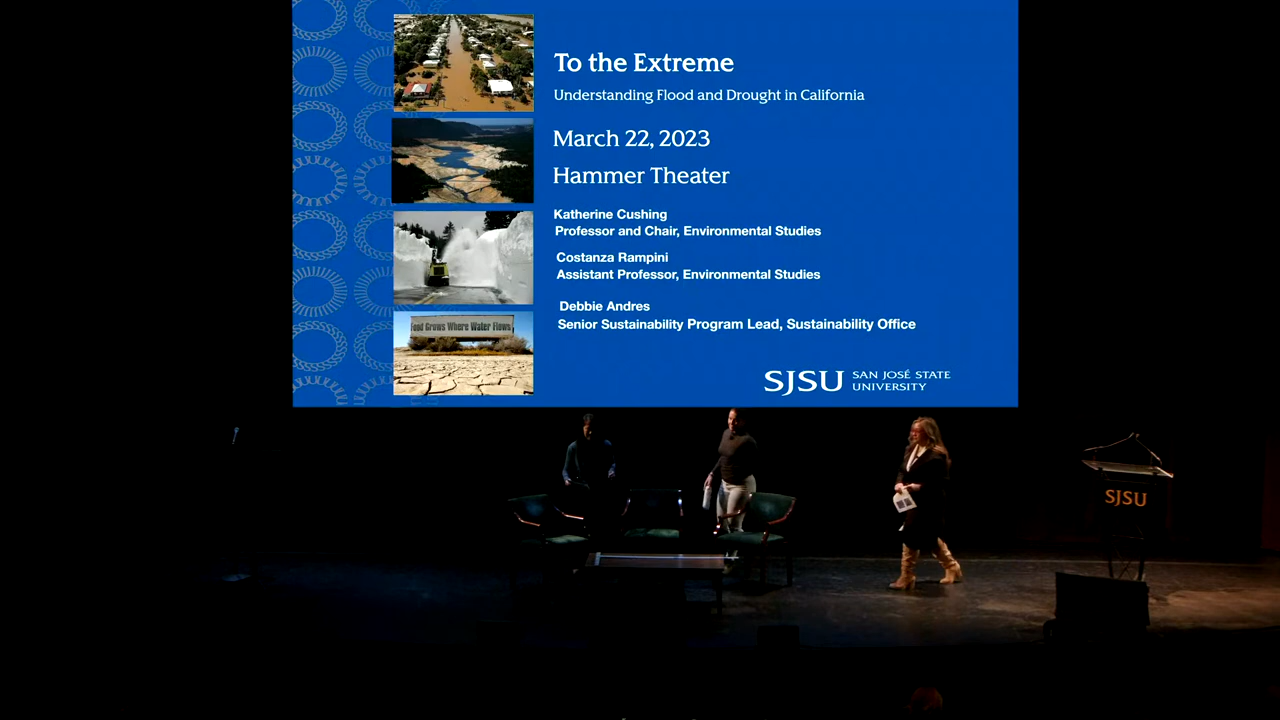 To the Extreme
Understanding Flood and Drought in California
March 22, 2023
Hammer Theater
Katherine Cushing
Professor and Chair, Environmental Studies
Costanza Rampini
Assistant Professor, Environmental Studies
Debbie Andres
Senior Sustainability Program Lead, Sustainability Office
Food Grows Where Water Flows
SJSU SAN JOSÉ STATE
UNIVERSITY
SJSU